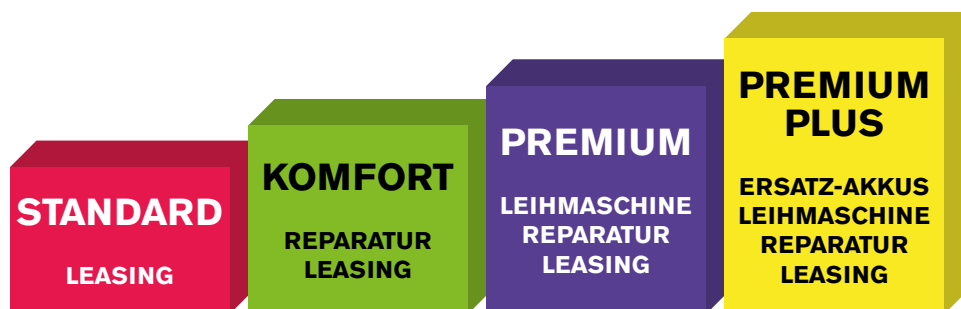 STANDARD
LEASING
KOMFORT
REPARATUR
LEASING
PREMIUM
LEIHMASCHINE
REPARATUR
LEASING
PREMIUM
PLUS
ERSATZ-AKKUS
LEIHMASCHINE
REPARATUR
LEASING